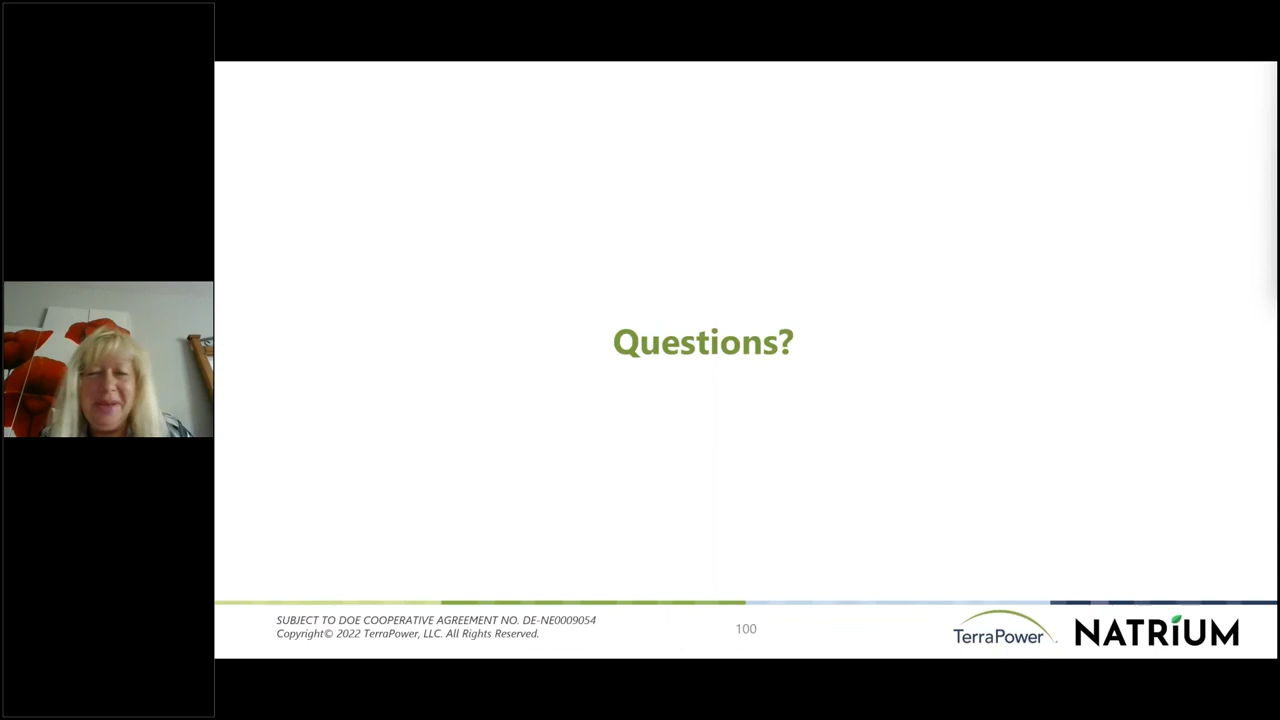 Questions?
SUBJECT TO DOE COOPERATIVE AGREEMENT NO. DE-NE0009054
Copyright© 2022 TerraPower, LLC. All Rights Reserved.
100
TerraPower
NATRiUM